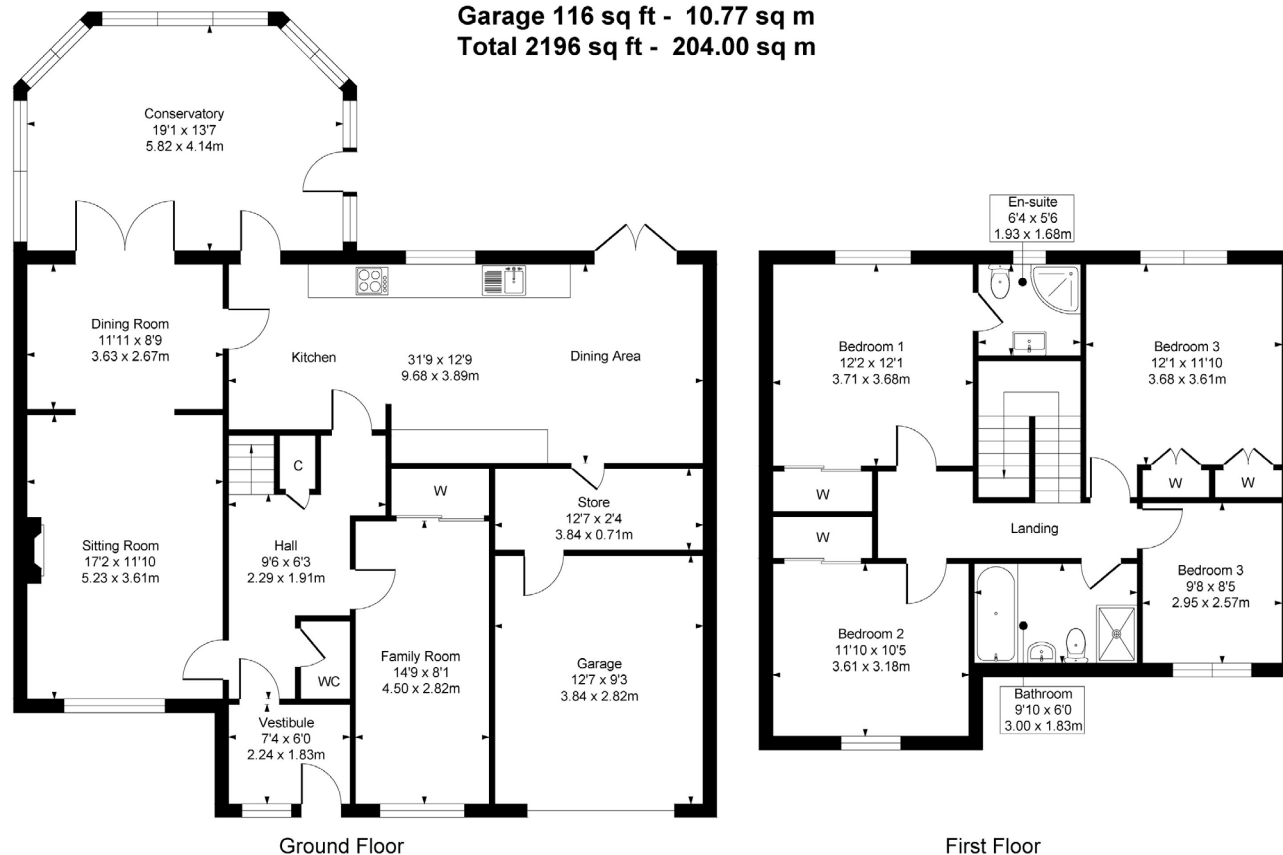 Garage 116 sq ft - 10.77 sq m
Total 2196 sq ft - 204.00 sq m
Conservatory
19'1 x 13'7
5.82 x 4.14m
Dining Room
11'11 x 8'9
3.63 x 2.67m
Kitchen
31'9 x 12'9
9.68 x 3.89m
Dining Area
C
W
Store
12'7 x 2'4
3.84 x 0.71m
Sitting Room
17'2 x 11'10
5.23 x 3.61m
Hall
9'6 x 6'3
2.29 x 1.91m
WC
Family Room
14'9 x 8'1
4.50 x 2.82m
Garage
12'7 x 9'3
3.84 x 2.82m
Vestibule
7'4 x 6'0
2.24 x 1.83m
Ground Floor
En-suite
6'4 x 5'6
1.93 x 1.68m
Bedroom 1
12'2 x 12'1
3.71 x 3.68m
Bedroom 3
12'1 x 11'10
3.68 x 3.61m
W
W
W
W
Landing
Bedroom 3
9'8 x 8'5
2.95 x 2.57m
Bedroom 2
11'10 x 10'5
3.61 x 3.18m
Bathroom
9'10 x 6'0
3.00 x 1.83m
First Floor